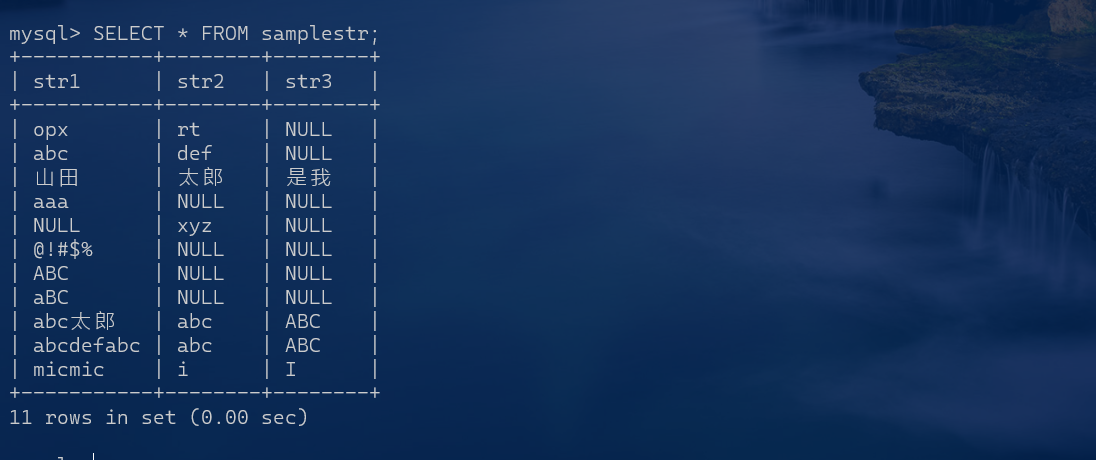 mysql> SELECT * FROM samplestr;
+-----------+--------+--------+
| str1      | str2   | str3   |
+-----------+--------+--------+
| opx       | rt     | NULL   |
| abc       | def    | NULL   |
| 山田      | 太郎   | 是我   |
| aaa       | NULL   | NULL   |
| NULL      | xyz    | NULL   |
| @!#$%     | NULL   | NULL   |
| ABC       | NULL   | NULL   |
| aBC       | NULL   | NULL   |
| abc太郎   | abc    | ABC    |
| abcdefabc | abc    | ABC    |
| micmic    | i      | I      |
+-----------+--------+--------+
11 rows in set (0.00 sec)